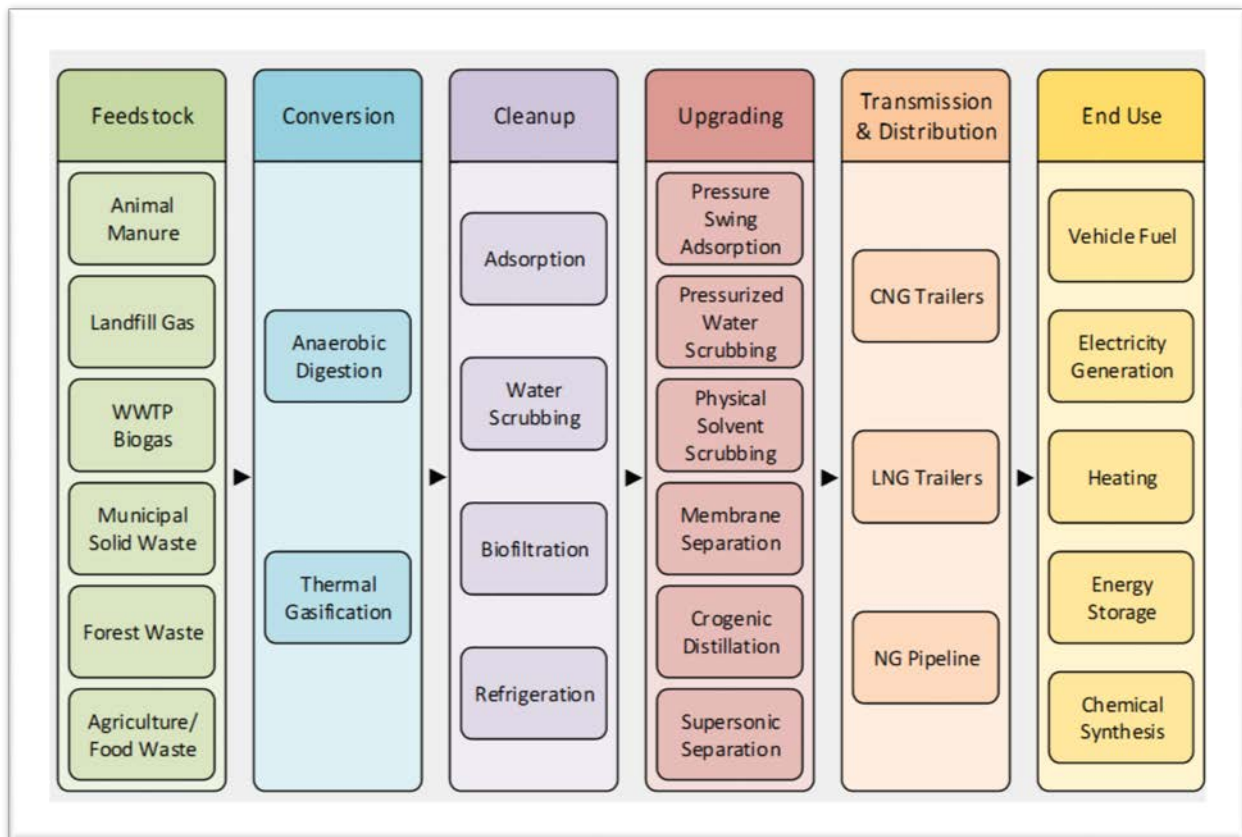 Feedstock
Animal
Manure
Landfill Gas
WWTP
Biogas
Municipal
Solid Waste
Forest Waste
Agriculture/
Food Waste
Conversion
Anaerobic
Digestion
Thermal
Gasification
Cleanup
Adsorption
Water
Scrubbing
Biofiltration
Refrigeration
Upgrading
Pressure
Swing
Adsorption
Pressurized
Water
Scrubbing
Physical
Solvent
Scrubbing
Membrane
Separation
Crogenic
Distillation
Supersonic
Separation
Transmission
& Distribution
CNG Trailers
LNG Trailers
NG Pipeline
End Use
Vehicle Fuel
Electricity
Generation
Heating
Energy
Storage
Chemical
Synthesis